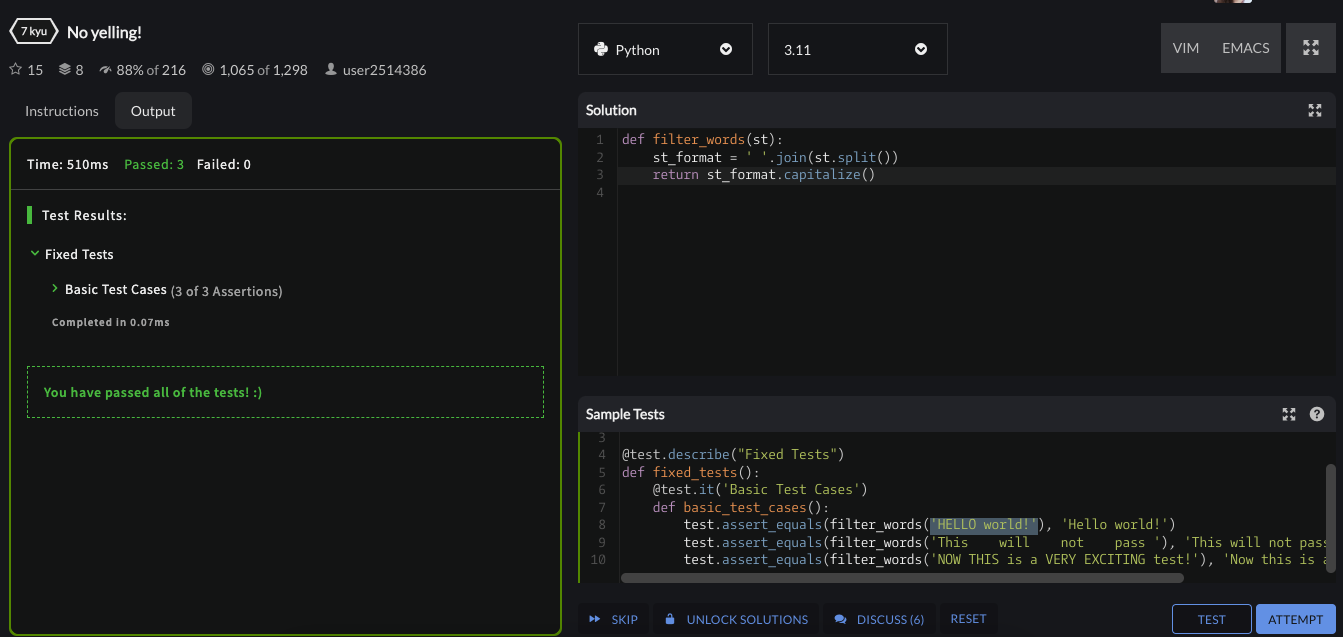 7 kyu No yelling!
15 8 88% of 216 1,065 of 1,298 user2514386
Instructions Output
Time: 510ms Passed: 3 Failed: 0
Test Results:
Fixed Tests
Basic Test Cases (3 of 3 Assertions)
Completed in 0.07ms
You have passed all of the tests! :)
Python 3.11 VIM EMACS
Solution
1 def filter_words(st):
2 st_format = ' '.join(st.split())
3 return st_format.capitalize()
4
Sample Tests
3
4 @test.describe("Fixed Tests")
5 def fixed_tests():
6 @test.it('Basic Test Cases')
7 def basic_test_cases():
8 test.assert_equals(filter_words('HELLO world!'), 'Hello world!')
9 test.assert_equals(filter_words('This    will    not    pass '), 'This will not pass
10 test.assert_equals(filter_words('NOW THIS is a VERY EXCITING test!'), 'Now this is a
SKIP UNLOCK SOLUTIONS DISCUSS (6) RESET TEST ATTEMPT